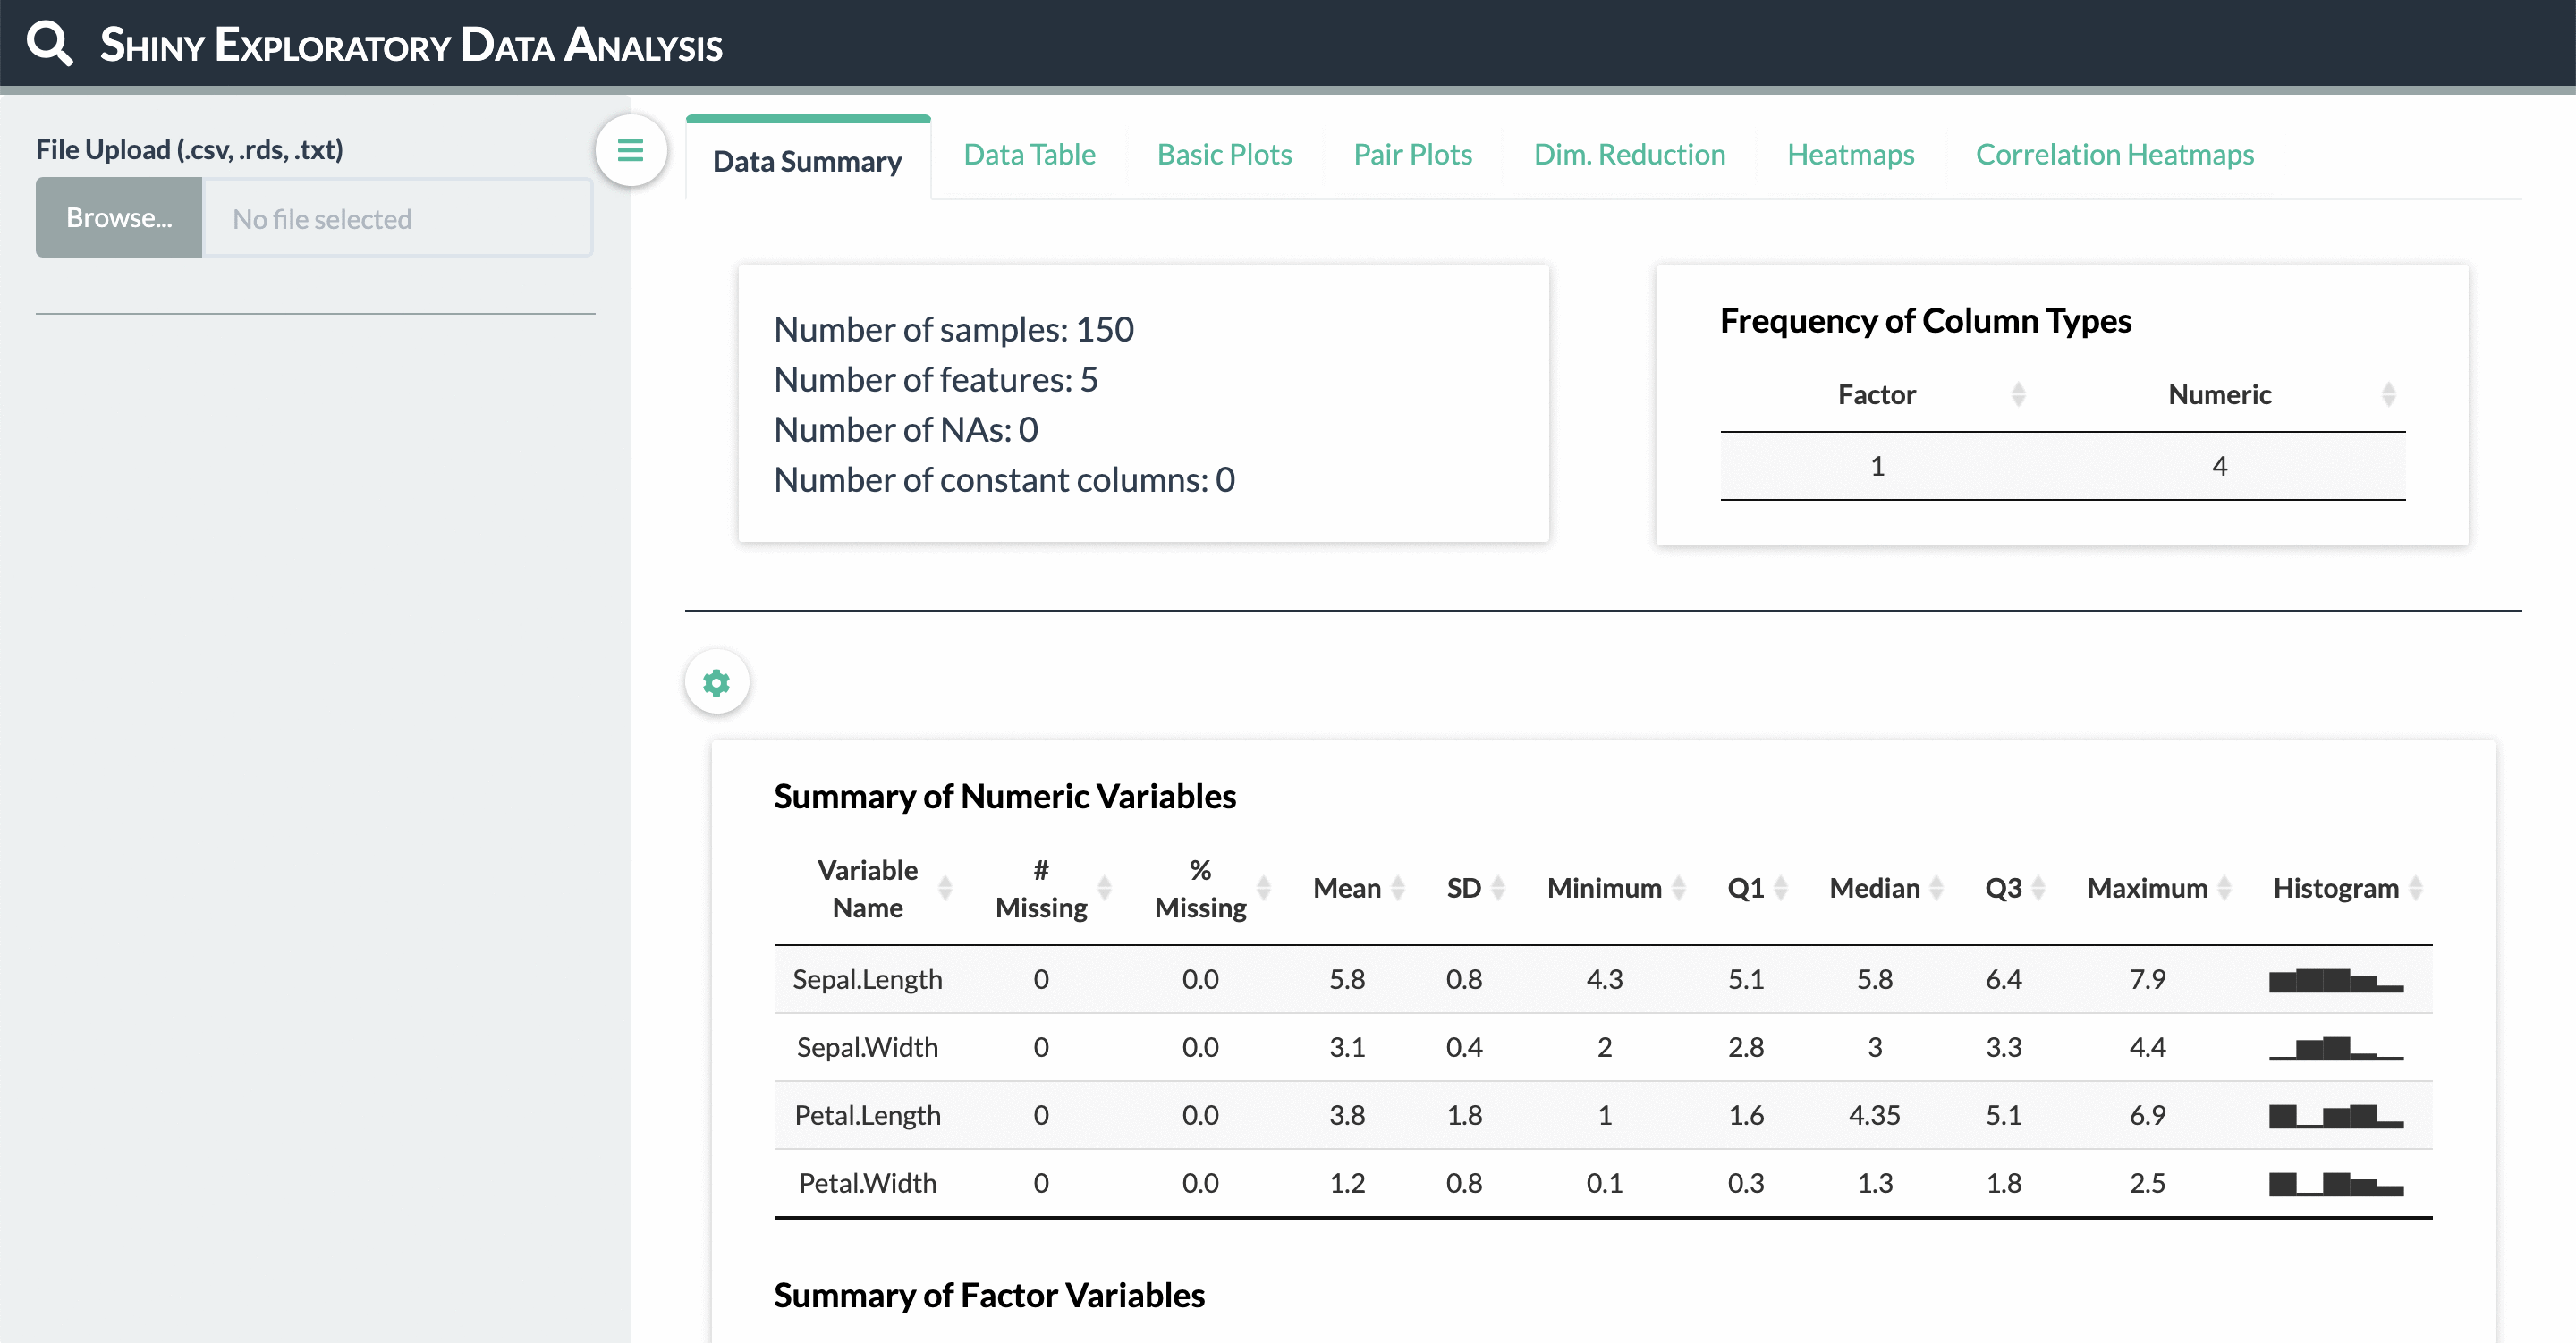 Shiny Exploratory Data Analysis
File Upload (.csv, .rds, .txt)
Browse... No file selected
Data Summary Data Table Basic Plots Pair Plots Dim. Reduction Heatmaps Correlation Heatmaps
Number of samples: 150
Number of features: 5
Number of NAs: 0
Number of constant columns: 0
Frequency of Column Types
Factor Numeric
1 4
Summary of Numeric Variables
Variable Name # Missing % Missing Mean SD Minimum Q1 Median Q3 Maximum Histogram
Sepal.Length 0 0.0 5.8 0.8 4.3 5.1 5.8 6.4 7.9
Sepal.Width 0 0.0 3.1 0.4 2 2.8 3 3.3 4.4
Petal.Length 0 0.0 3.8 1.8 1 1.6 4.35 5.1 6.9
Petal.Width 0 0.0 1.2 0.8 0.1 0.3 1.3 1.8 2.5
Summary of Factor Variables